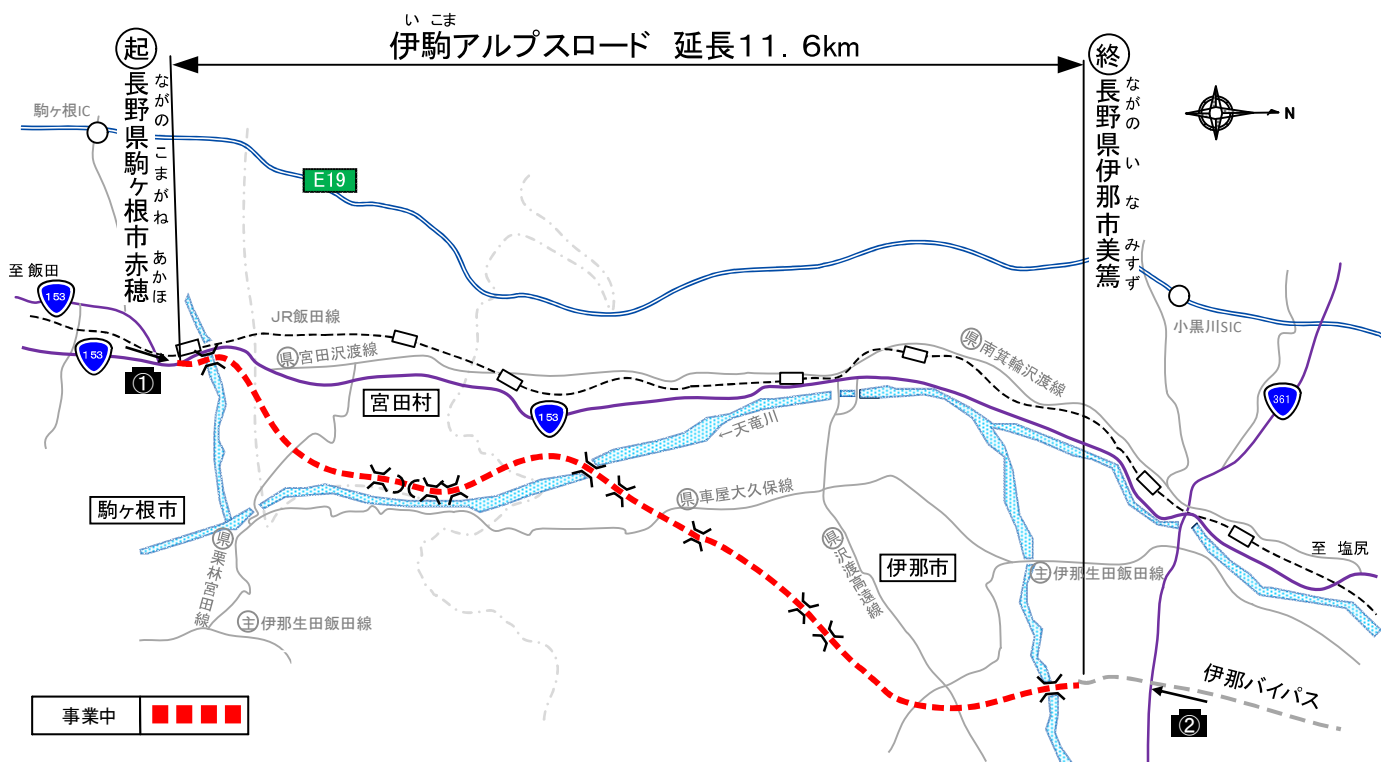 い こま
伊駒アルプスロード 延長11.6km
起
長野県駒ヶ根市赤穂
ながの こまがね あかほ
終
長野県伊那市美篶
ながの いな みすず
駒ヶ根IC
E19
N
至 飯田
153
153
①
JR飯田線
県宮田沢渡線
宮田村
153
←天竜川
県南箕輪沢渡線
小黒川SIC
361
駒ヶ根市
県栗林宮田線
主伊那生田飯田線
県車屋大久保線
県沢渡高遠線
伊那市
主伊那生田飯田線
至 塩尻
伊那バイパス
②
事業中